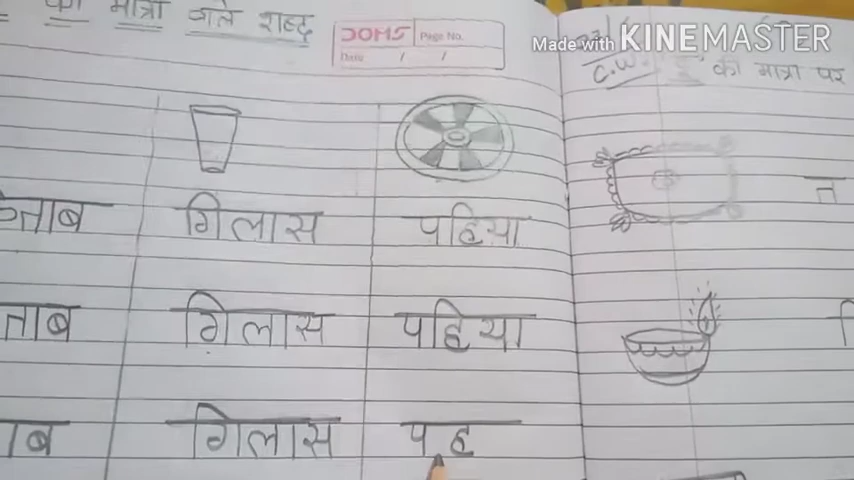 की मात्रा वाले शब्द
DOMS Page No.
Date / /
Made with KINEMASTER
C.W. की मात्रा पर
गिलास पहिया
ताब गिलास पहिया
ब गिलास पह